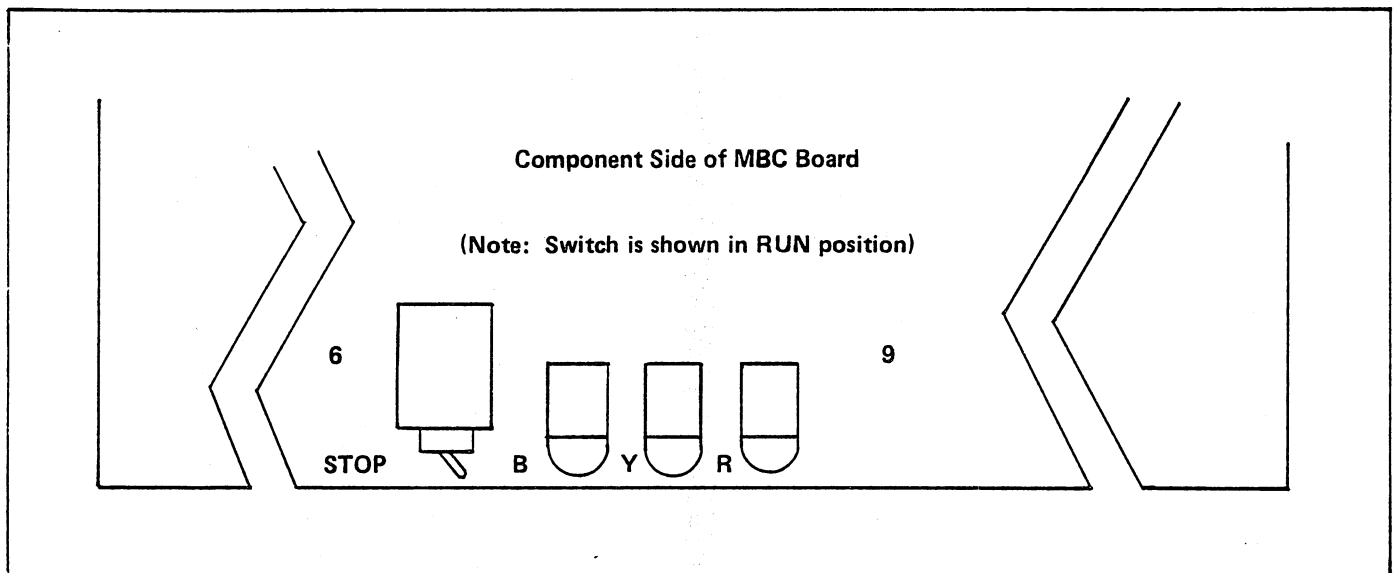 Component Side of MBC Board
(Note: Switch is shown in RUN position)
6 9
STOP B Y R